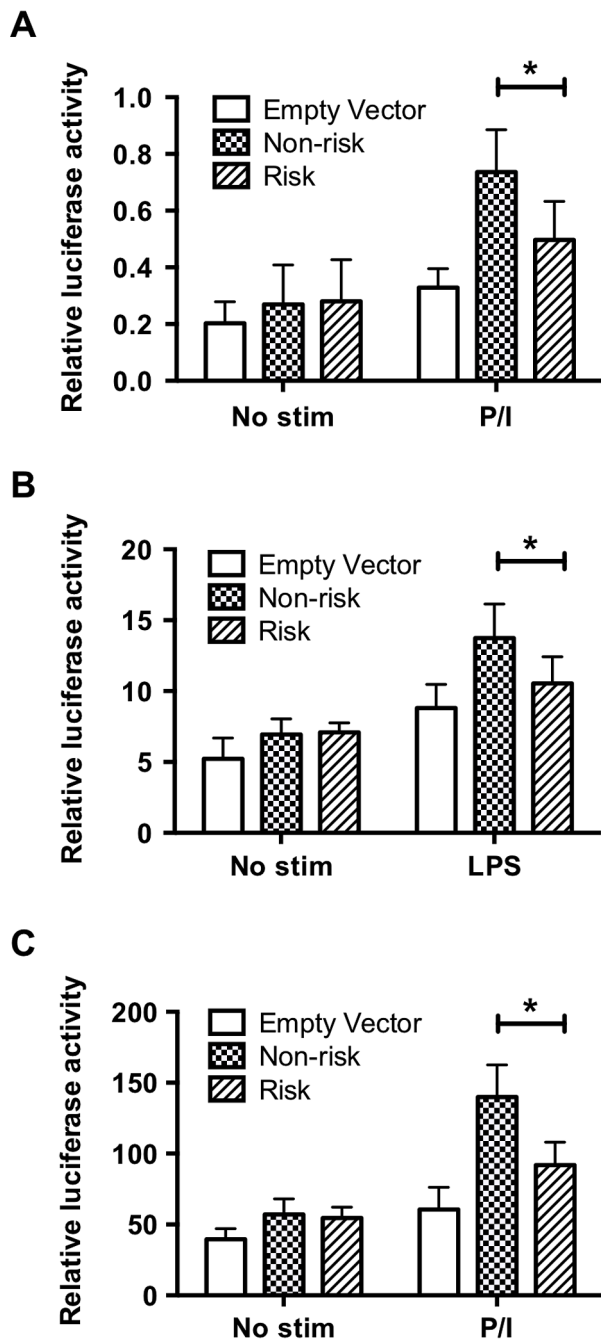 A
Relative luciferase activity
1.0
0.8
0.6
0.4
0.2
0.0
Empty Vector
Non-risk
Risk
*
No stim
P/I
B
Relative luciferase activity
20
15
10
5
0
Empty Vector
Non-risk
Risk
*
No stim
LPS
C
Relative luciferase activity
200
150
100
50
0
Empty Vector
Non-risk
Risk
*
No stim
P/I